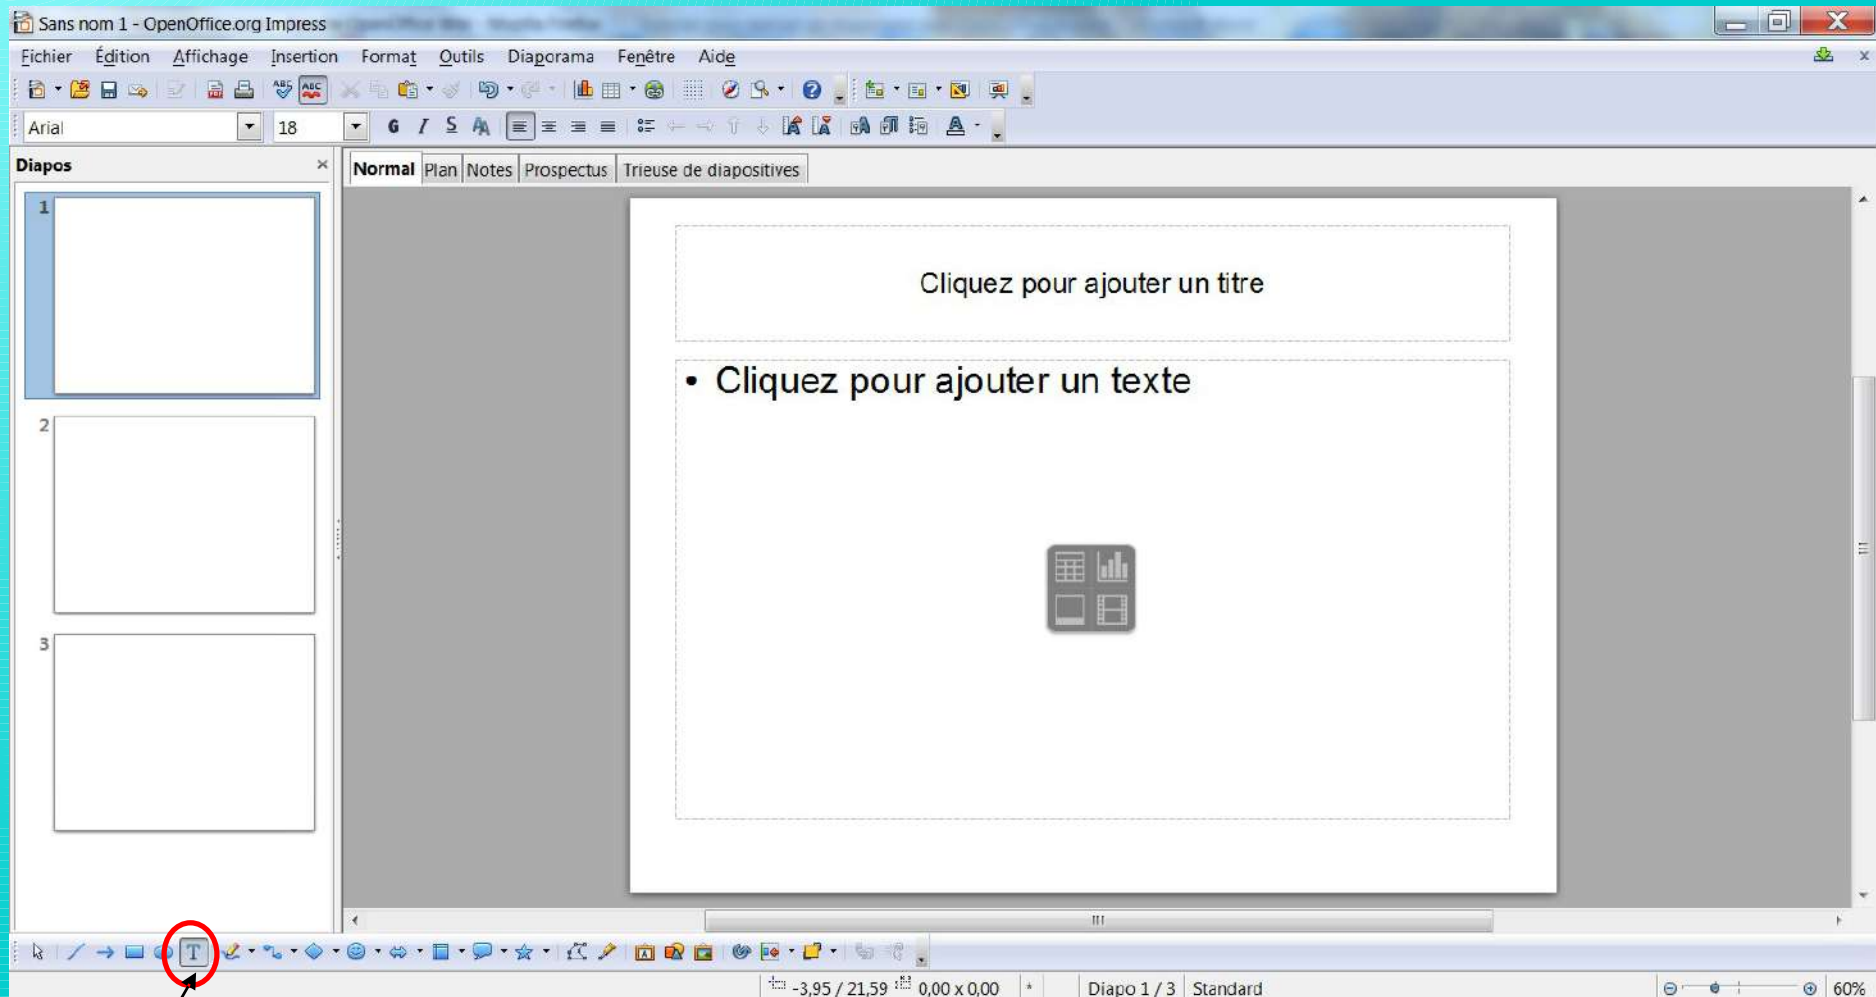 Sans nom 1 - OpenOffice.org Impress
Fichier Édition Affichage Insertion Format Outils Diaporama Fenêtre Aide
Arial 18 G I S
Diapos
Normal Plan Notes Prospectus Trieuse de diapositives
1
Cliquez pour ajouter un titre
• Cliquez pour ajouter un texte
2
3
T
-3,95 / 21,59 0,00 x 0,00 * Diapo 1 / 3 Standard 60%